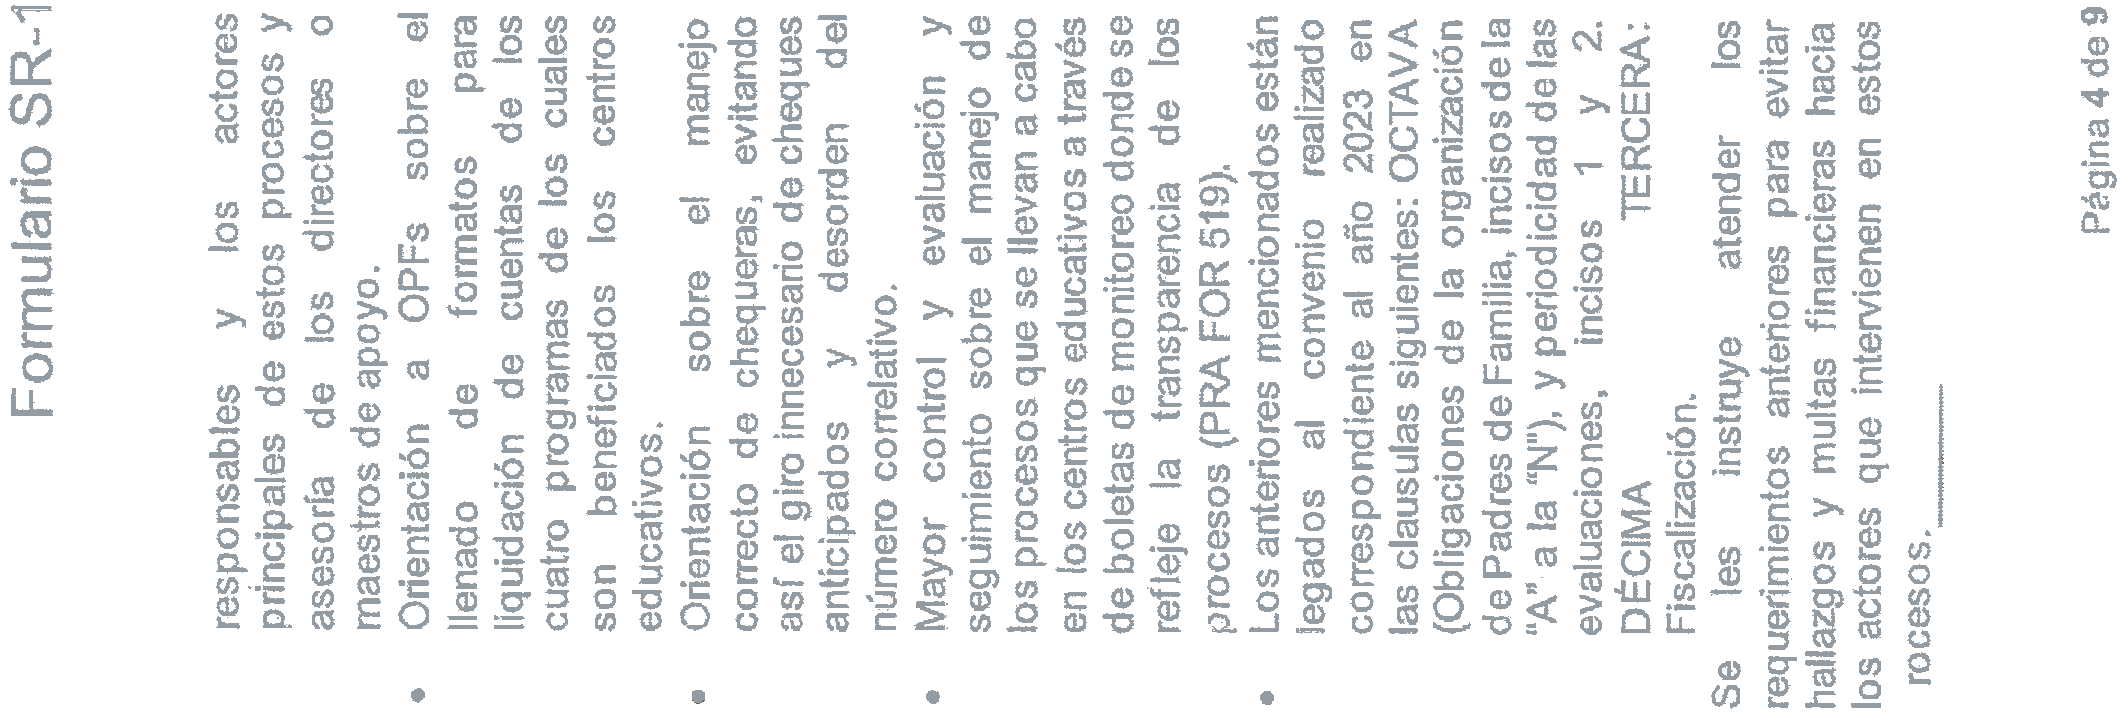 Formulario SR-1
responsables y los actores
principales de estos procesos y
asesoría de los directores o
maestros de apoyo.
• Orientación a OPFs sobre el
llenado de formatos para
liquidación de cuentas de los
cuatro programas de los cuales
son beneficiados los centros
educativos.
• Orientación sobre el manejo
correcto de chequeras, evitando
así el giro innecesario de cheques
anticipados y desorden del
número correlativo.
• Mayor control y evaluación y
seguimiento sobre el manejo de
los procesos que se llevan a cabo
en los centros educativos a través
de boletas de monitoreo donde se
refleje la transparencia de los
procesos (PRA FOR 519).
• Los anteriores mencionados están
legados al convenio realizado
correspondiente al año 2023 en
las clausulas siguientes: OCTAVA
(Obligaciones de la organización
de Padres de Familia, incisos de la
“A” a la “N”), y periodicidad de las
evaluaciones, incisos 1 y 2.
DÉCIMA TERCERA:
Fiscalización.
Se les instruye atender los
requerimientos anteriores para evitar
hallazgos y multas financieras hacia
los actores que intervienen en estos
rocesos.
Página 4 de 9